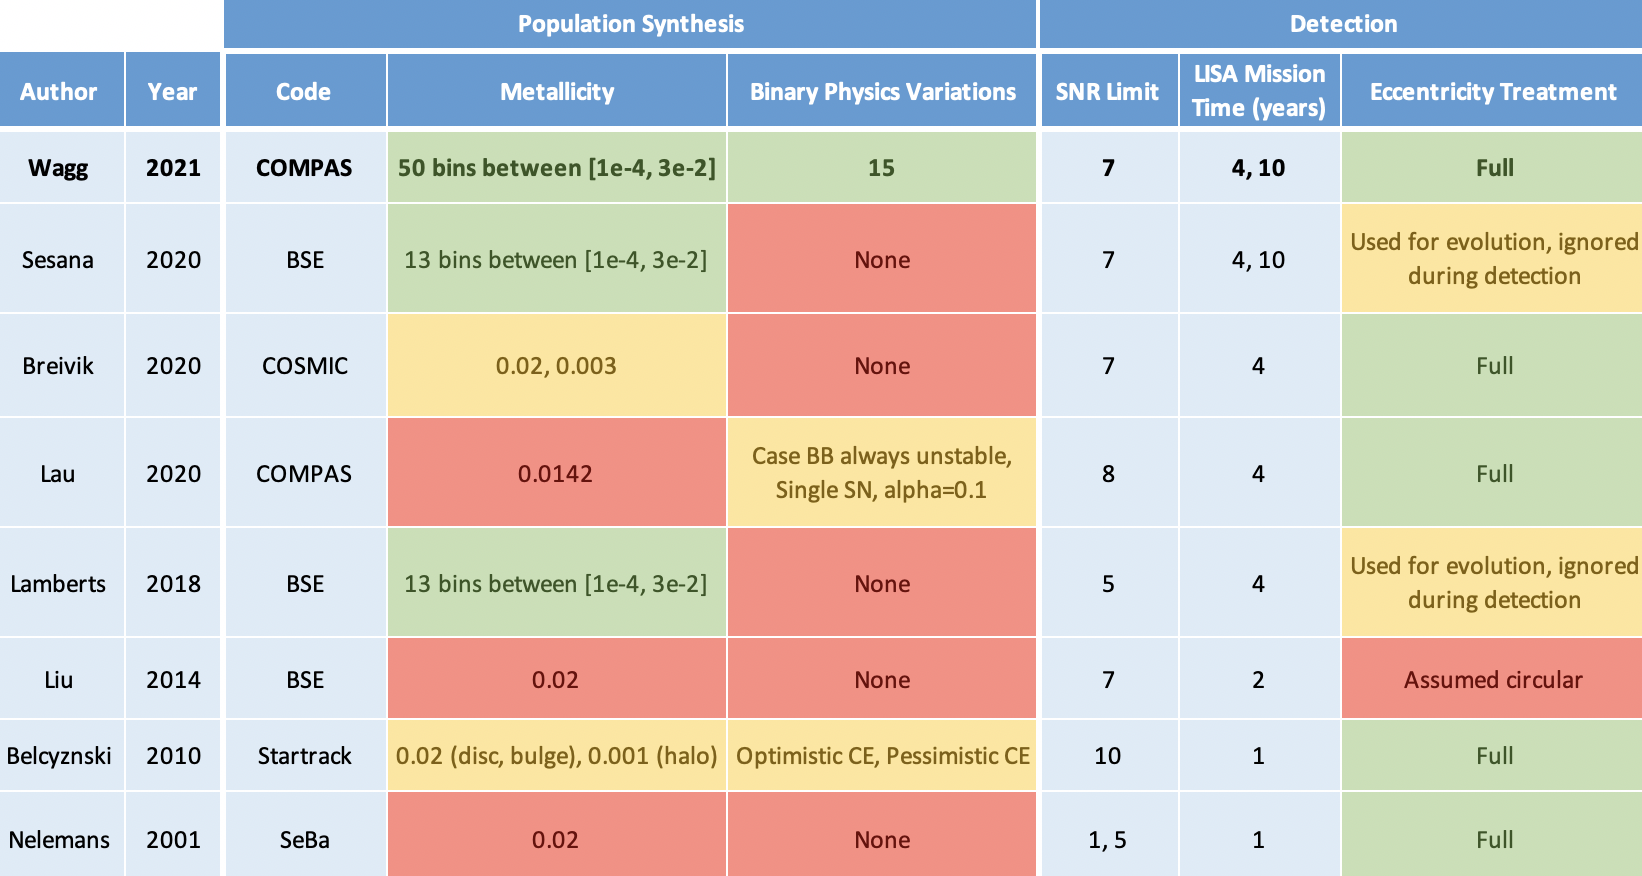 Population Synthesis Detection
Author Year Code Metallicity Binary Physics Variations SNR Limit LISA Mission Time (years) Eccentricity Treatment
Wagg 2021 COMPAS 50 bins between [1e-4, 3e-2] 15 7 4, 10 Full
Sesana 2020 BSE 13 bins between [1e-4, 3e-2] None 7 4, 10 Used for evolution, ignored during detection
Breivik 2020 COSMIC 0.02, 0.003 None 7 4 Full
Lau 2020 COMPAS 0.0142 Case BB always unstable, Single SN, alpha=0.1 8 4 Full
Lamberts 2018 BSE 13 bins between [1e-4, 3e-2] None 5 4 Used for evolution, ignored during detection
Liu 2014 BSE 0.02 None 7 2 Assumed circular
Belcyznski 2010 Startrack 0.02 (disc, bulge), 0.001 (halo) Optimistic CE, Pessimistic CE 10 1 Full
Nelemans 2001 SeBa 0.02 None 1, 5 1 Full